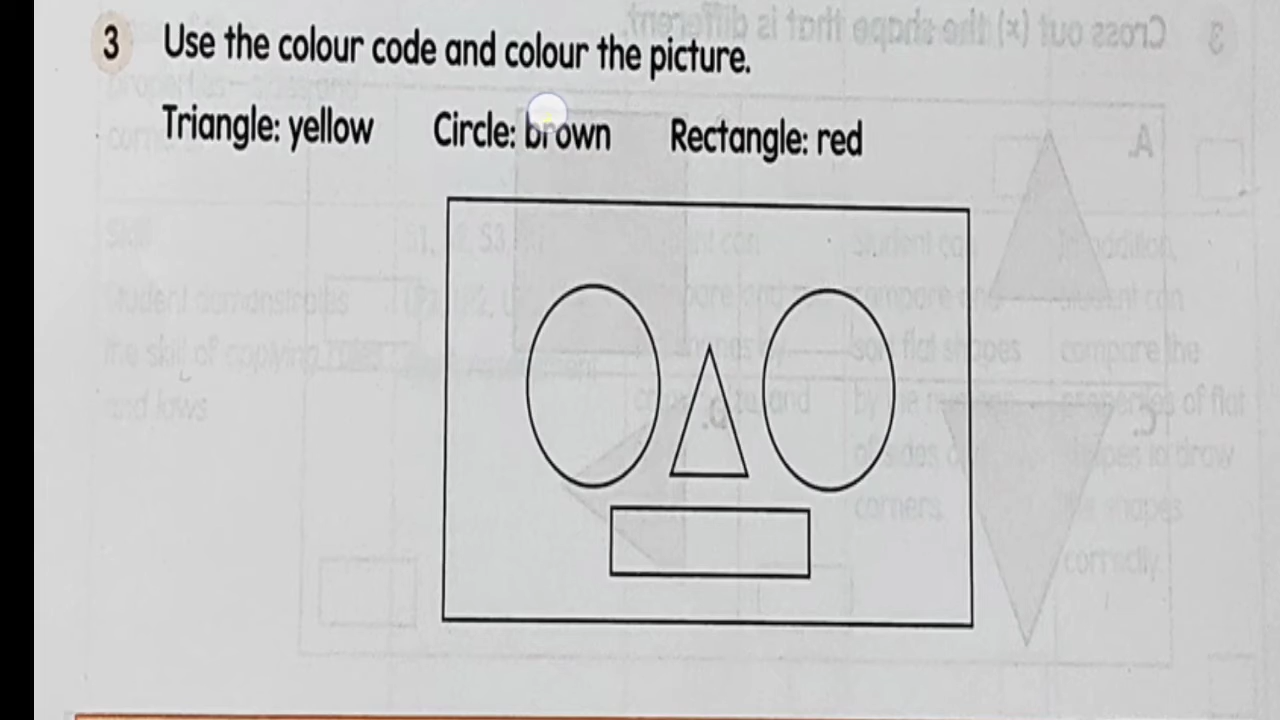 3 Use the colour code and colour the picture.
Triangle: yellow Circle: brown Rectangle: red